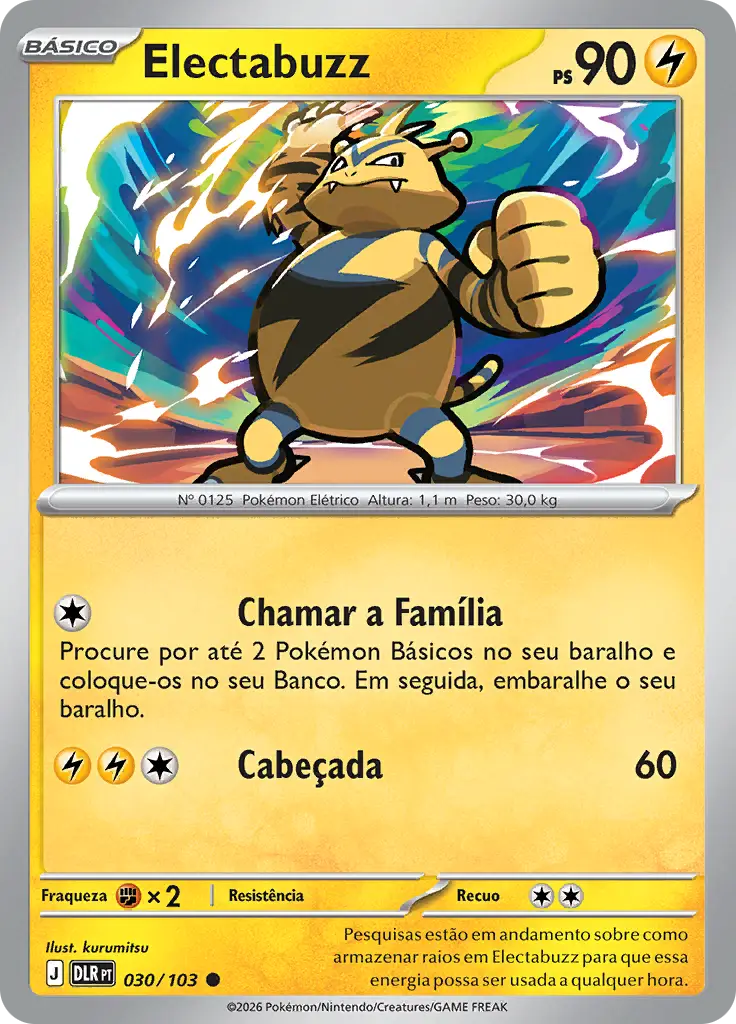 BÁSICO
Electabuzz
PS 90
Nº 0125 Pokémon Elétrico Altura: 1,1 m Peso: 30,0 kg
Chamar a Família
Procure por até 2 Pokémon Básicos no seu baralho e
coloque-os no seu Banco. Em seguida, embaralhe o seu
baralho.
Cabeçada 60
Fraqueza ×2 Resistência Recuo
Ilust. kurumitsu
J DLR PT 030/103
Pesquisas estão em andamento sobre como
armazenar raios em Electabuzz para que essa
energia possa ser usada a qualquer hora.
©2026 Pokémon/Nintendo/Creatures/GAME FREAK